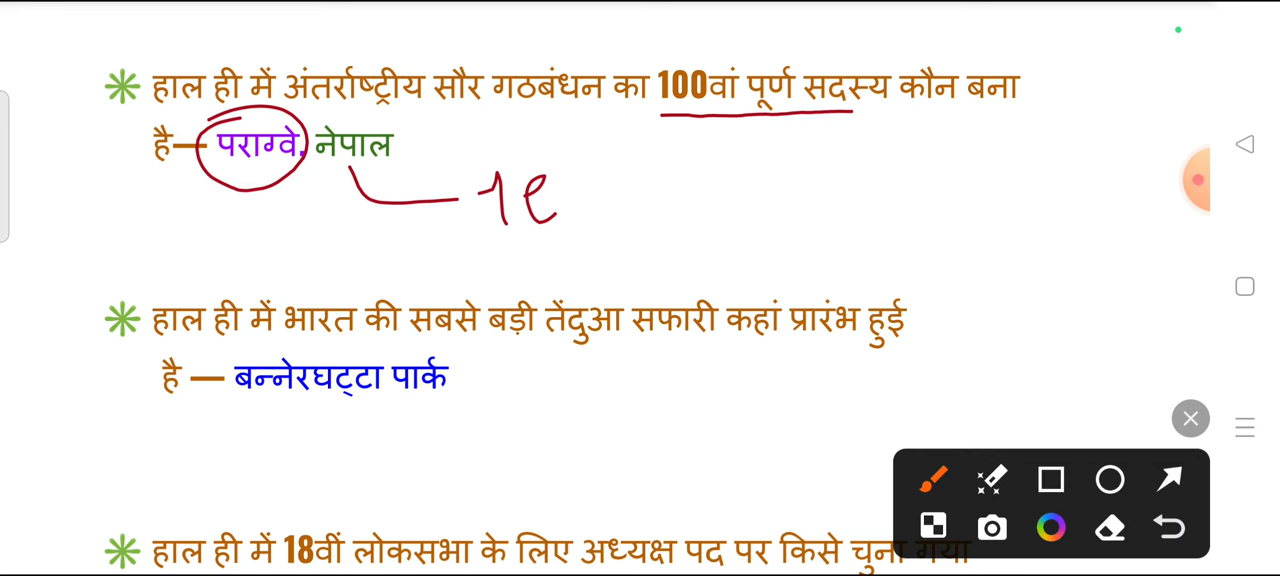 हाल ही में अंतर्राष्ट्रीय सौर गठबंधन का 100वां पूर्ण सदस्य कौन बना
है— पराग्वे, नेपाल
हाल ही में भारत की सबसे बड़ी तेंदुआ सफारी कहां प्रारंभ हुई
है — बन्नेरघट्टा पार्क
हाल ही में 18वीं लोकसभा के लिए अध्यक्ष पद पर किसे चुना गया